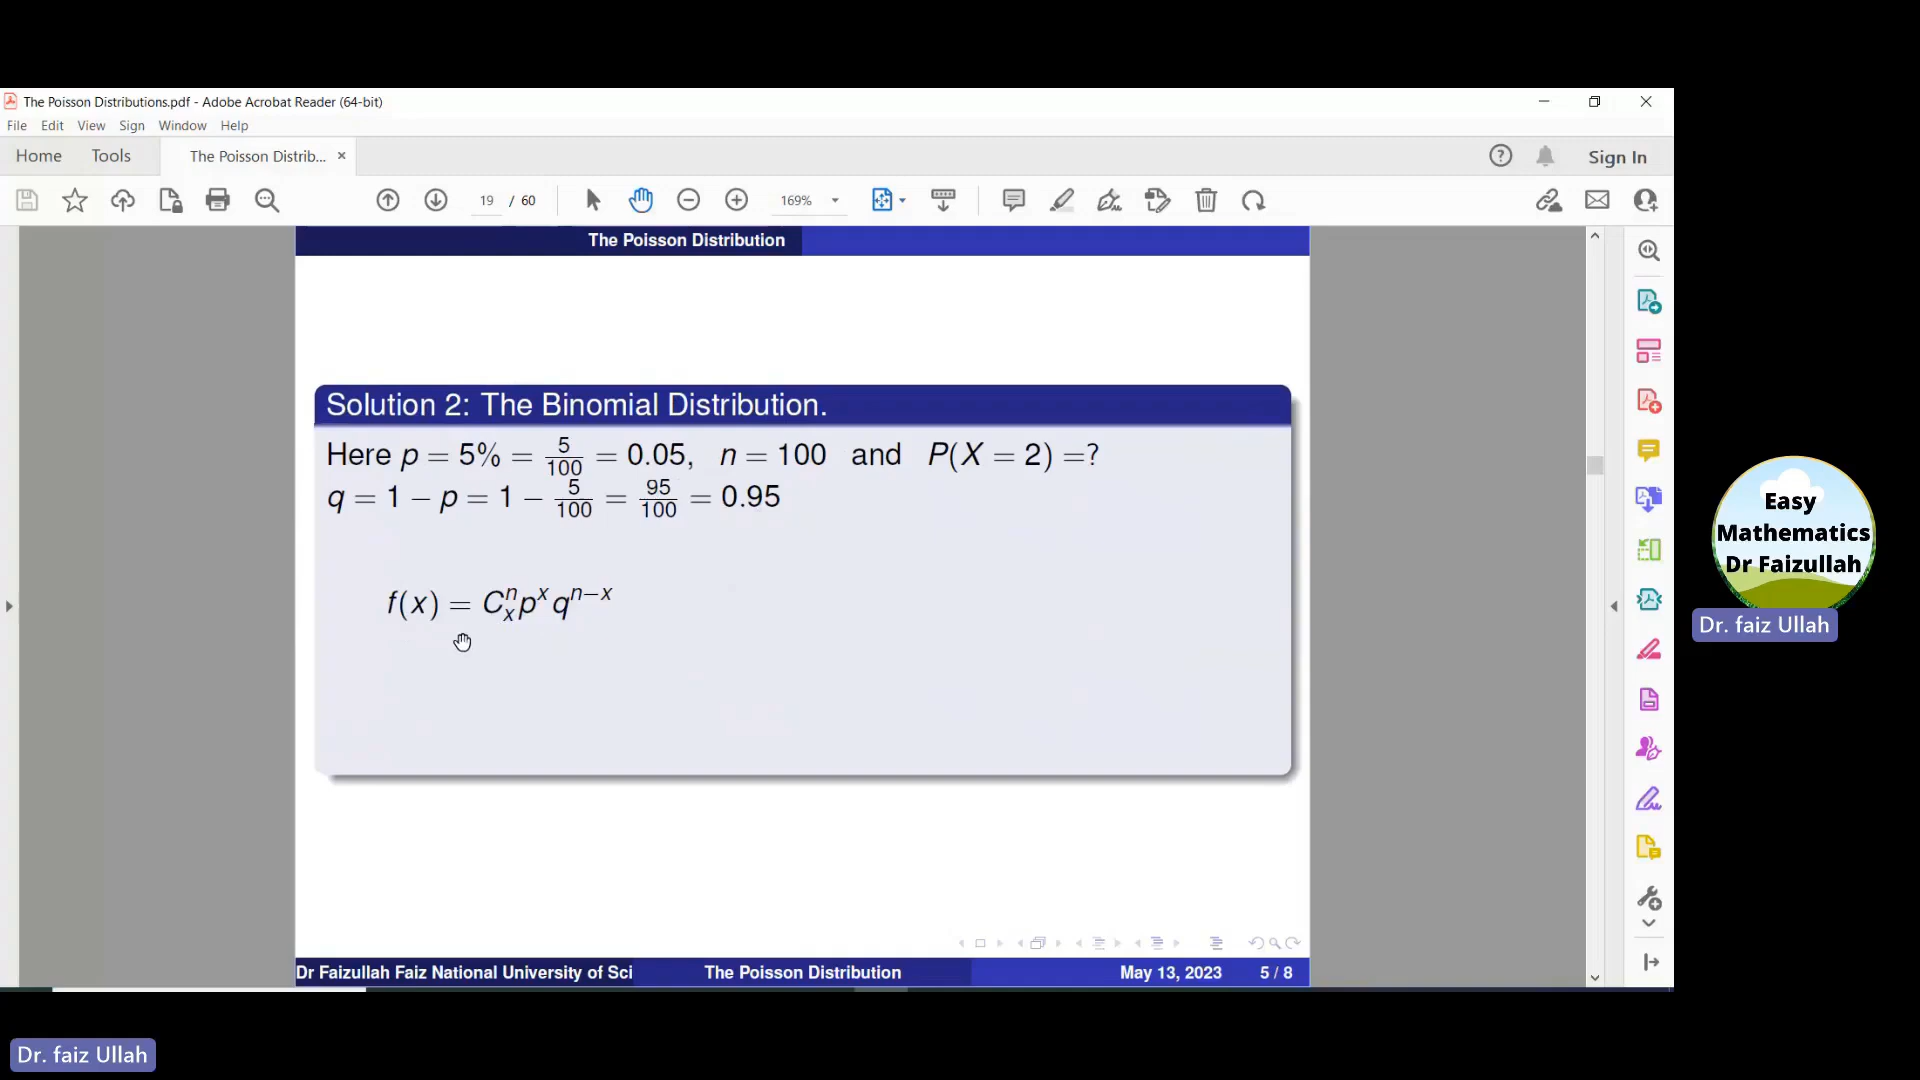 The Poisson Distributions.pdf - Adobe Acrobat Reader (64-bit)
File Edit View Sign Window Help
Home Tools The Poisson Distrib... × Sign In
19 / 60 169%
The Poisson Distribution
Solution 2: The Binomial Distribution.
Here p = 5% = 5/100 = 0.05, n = 100 and P(X = 2) =?
q = 1 − p = 1 − 5/100 = 95/100 = 0.95
f(x) = C^n_x p^x q^{n−x}
Dr Faizullah Faiz National University of Sci The Poisson Distribution May 13, 2023 5 / 8
Easy
Mathematics
Dr Faizullah
Dr. faiz Ullah
Dr. faiz Ullah